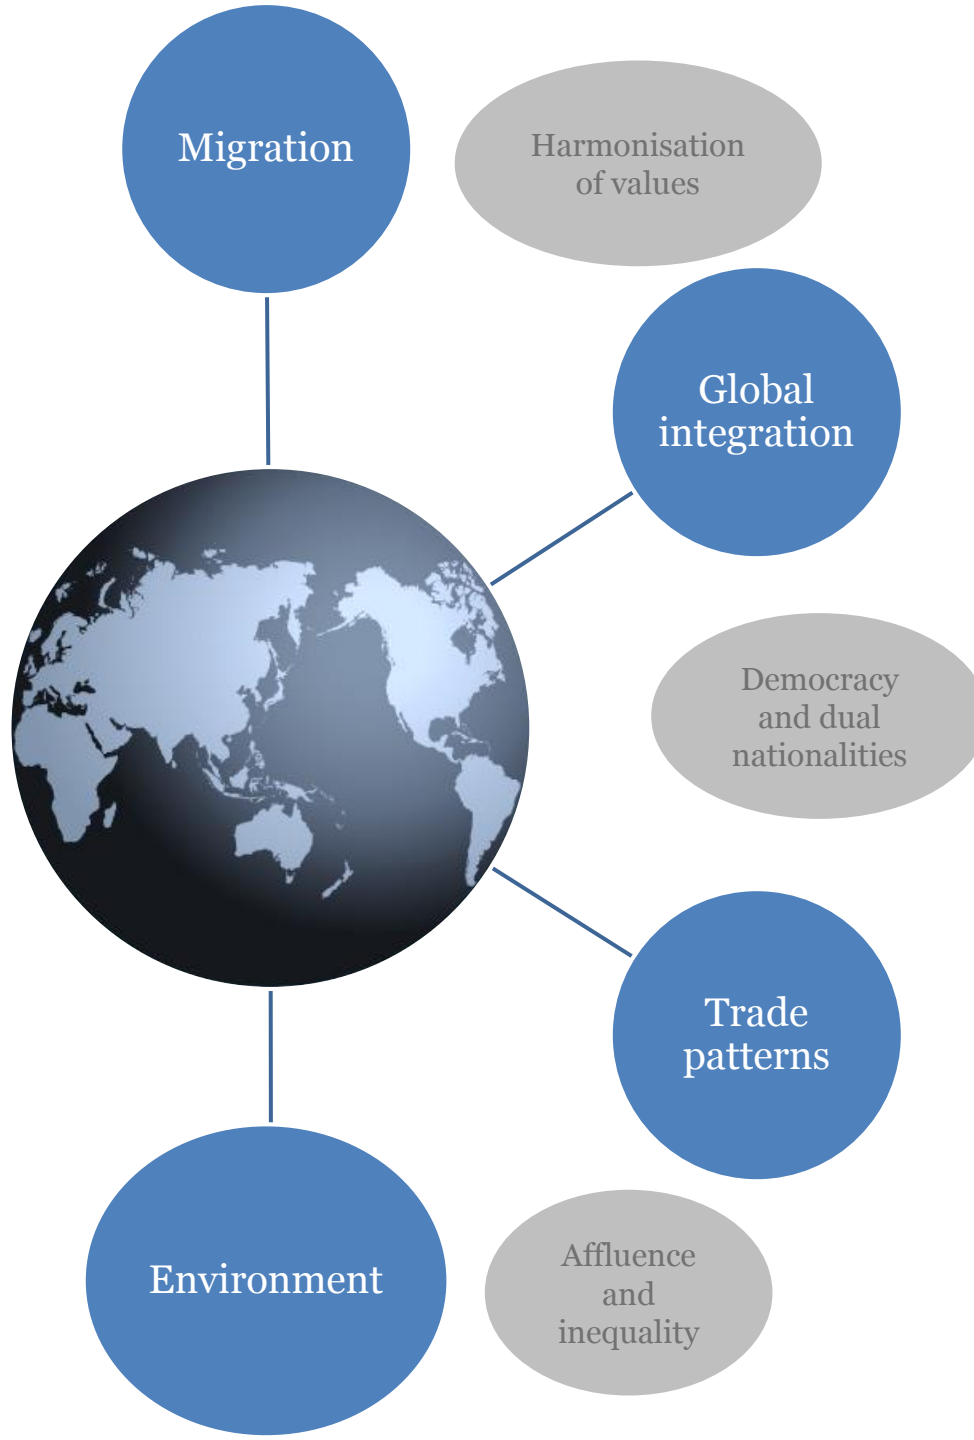 Migration
Harmonisation
of values
Global
integration
Democracy
and dual
nationalities
Trade
patterns
Environment
Affluence
and
inequality